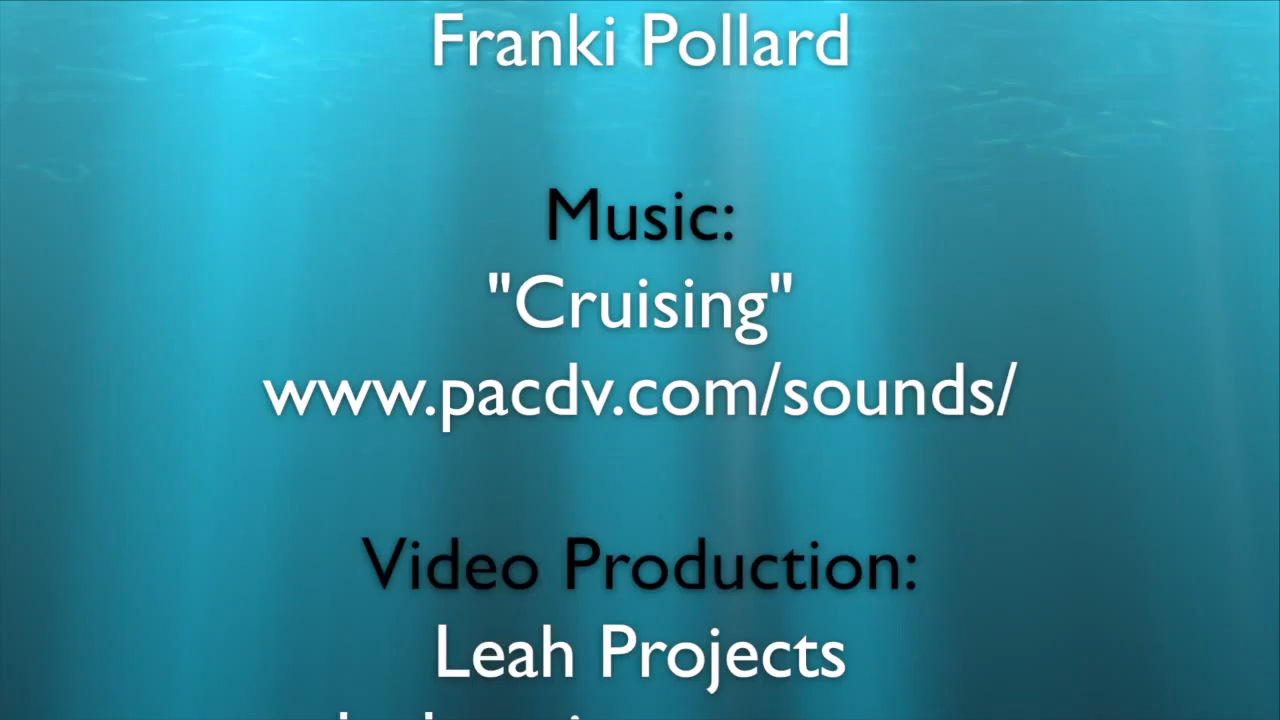 Franki Pollard
Music:
"Cruising"
www.pacdv.com/sounds/
Video Production:
Leah Projects